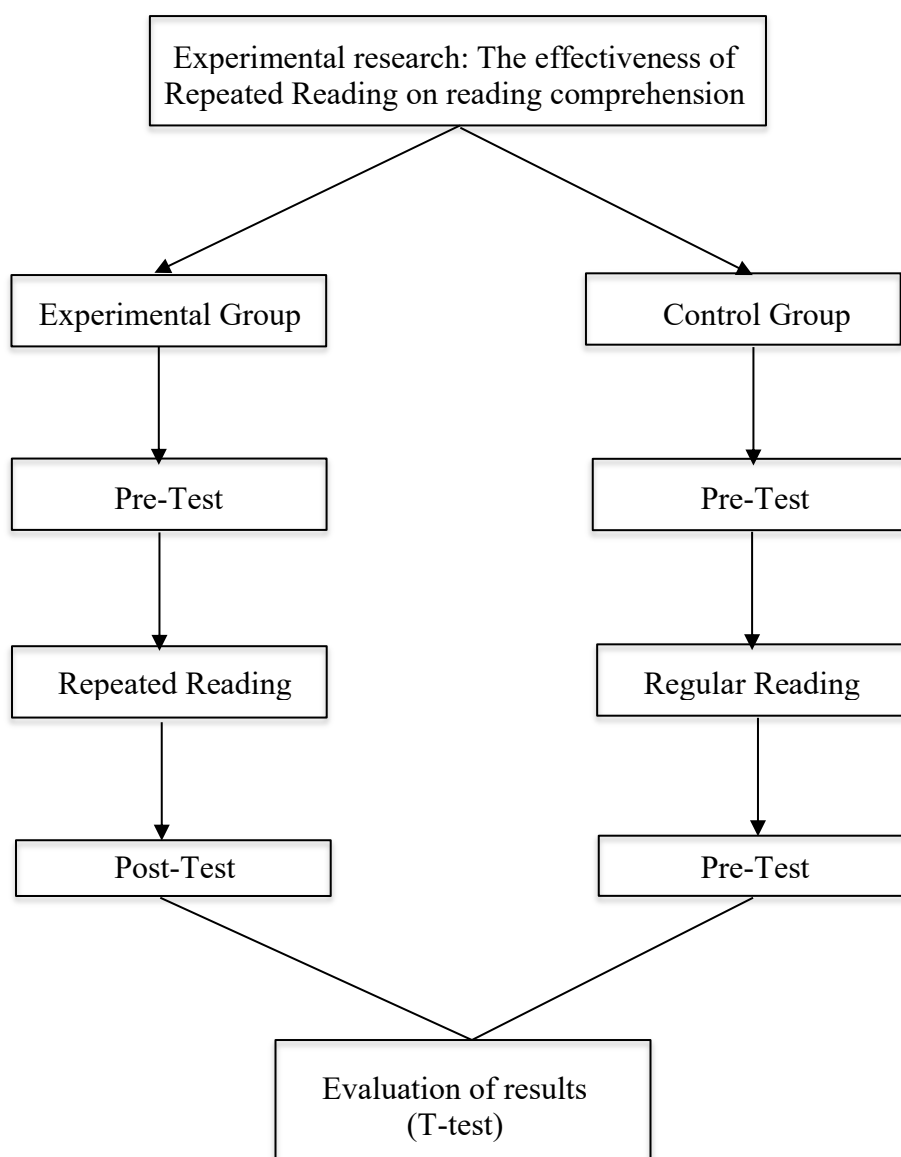 Experimental research: The effectiveness of
Repeated Reading on reading comprehension
Experimental Group
Control Group
Pre-Test
Pre-Test
Repeated Reading
Regular Reading
Post-Test
Pre-Test
Evaluation of results
(T-test)